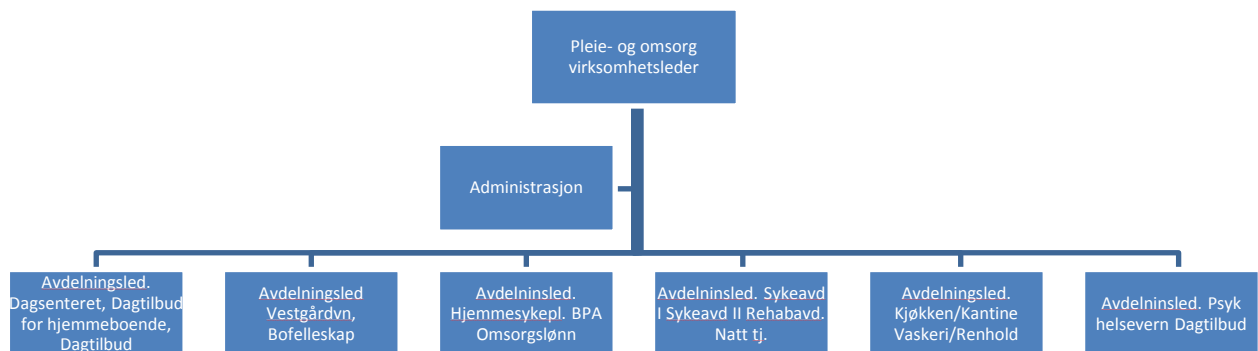 Pleie- og omsorg
virksomhetsleder
Administrasjon
Avdelningsled.
Dagsenteret, Dagtilbud
for hjemmeboende,
Dagtilbud
Avdelningsled
Vestgårdvn,
Bofelleskap
Avdelninsled.
Hjemmesykepl. BPA
Omsorgslønn
Avdelninsled. Sykeavd
I Sykeavd II Rehabavd.
Natt tj.
Avdelningsled.
Kjøkken/Kantine
Vaskeri/Renhold
Avdelninsled. Psyk
helsevern Dagtilbud